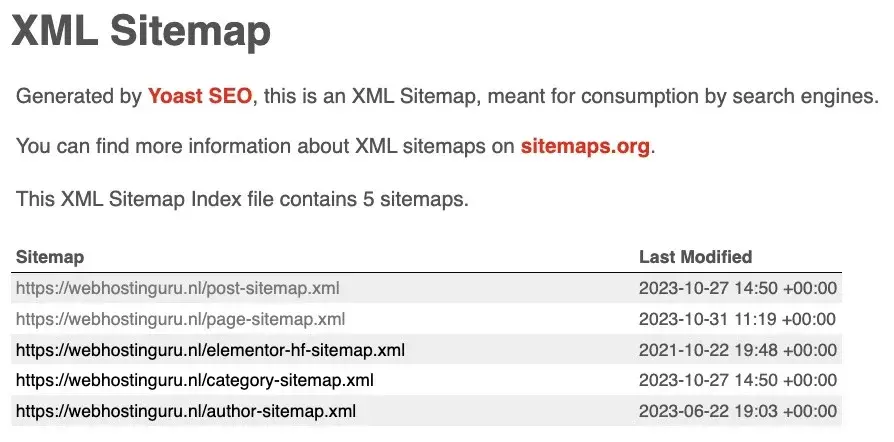 XML Sitemap
Generated by Yoast SEO, this is an XML Sitemap, meant for consumption by search engines.
You can find more information about XML sitemaps on sitemaps.org.
This XML Sitemap Index file contains 5 sitemaps.
Sitemap Last Modified
https://webhostinguru.nl/post-sitemap.xml 2023-10-27 14:50 +00:00
https://webhostinguru.nl/page-sitemap.xml 2023-10-31 11:19 +00:00
https://webhostinguru.nl/elementor-hf-sitemap.xml 2021-10-22 19:48 +00:00
https://webhostinguru.nl/category-sitemap.xml 2023-10-27 14:50 +00:00
https://webhostinguru.nl/author-sitemap.xml 2023-06-22 19:03 +00:00